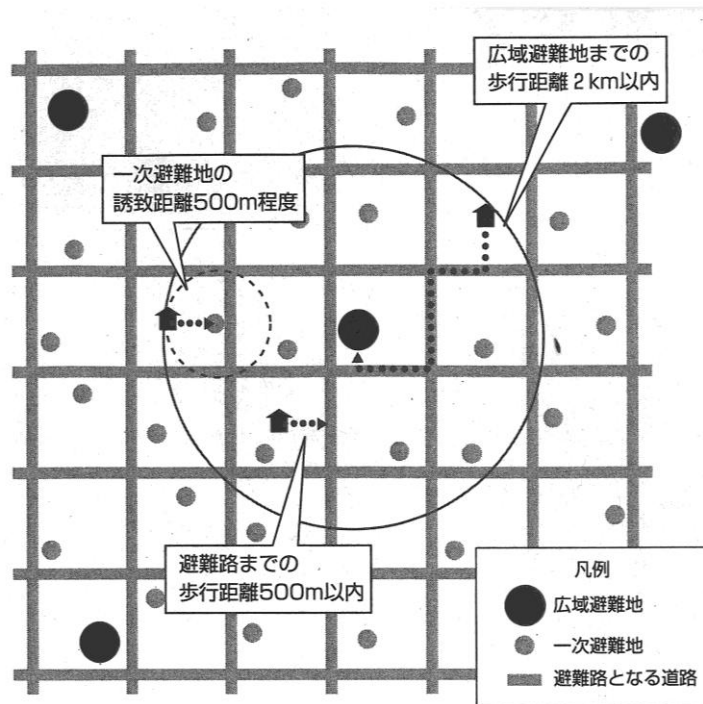 広域避難地までの
歩行距離2km以内
一次避難地の
誘致距離500m程度
避難路までの
歩行距離500m以内
凡例
広域避難地
一次避難地
避難路となる道路